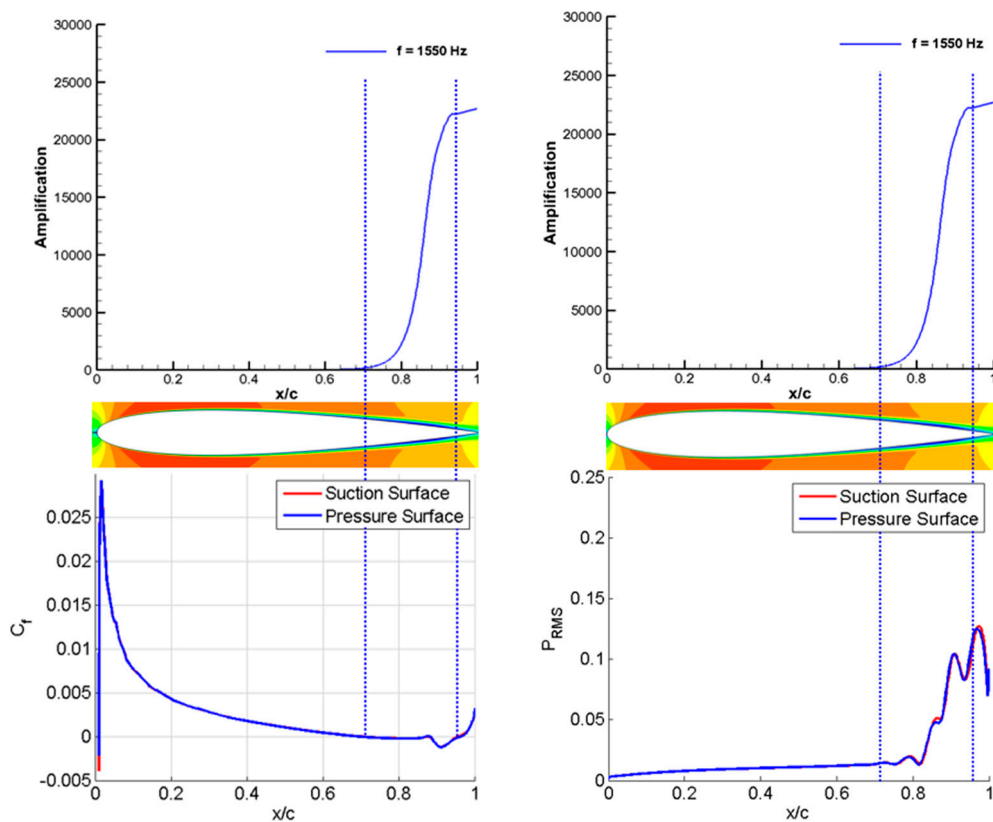 30000
25000
20000
15000
10000
5000
0
Amplification
f = 1550 Hz
0 0.2 0.4 0.6 0.8 1
x/c
30000
25000
20000
15000
10000
5000
0
Amplification
f = 1550 Hz
0 0.2 0.4 0.6 0.8 1
x/c
Suction Surface
Pressure Surface
0.025
0.02
0.015
0.01
0.005
0
-0.005
Cf
0 0.2 0.4 0.6 0.8 1
x/c
Suction Surface
Pressure Surface
0.25
0.2
0.15
0.1
0.05
0
PRMS
0 0.2 0.4 0.6 0.8 1
x/c